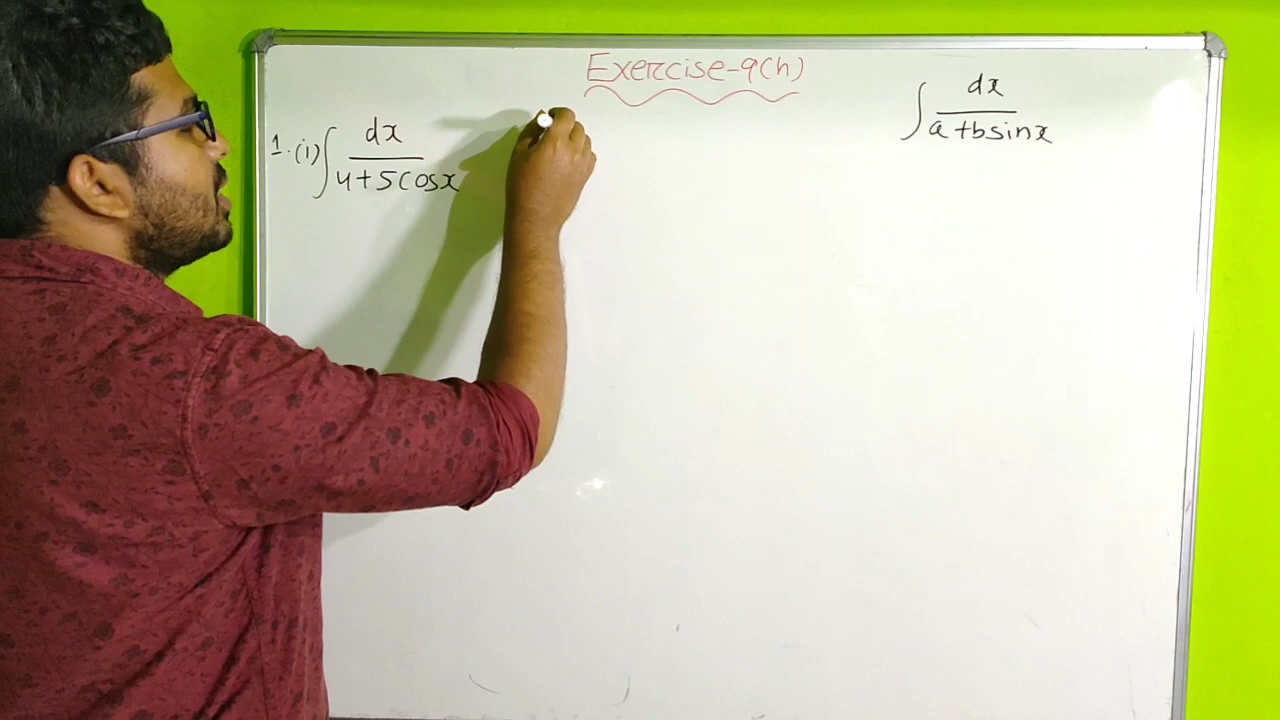 Exercise-9(h)
1. (i) ∫ dx / 4+5cosx
∫ dx / a+bsinx